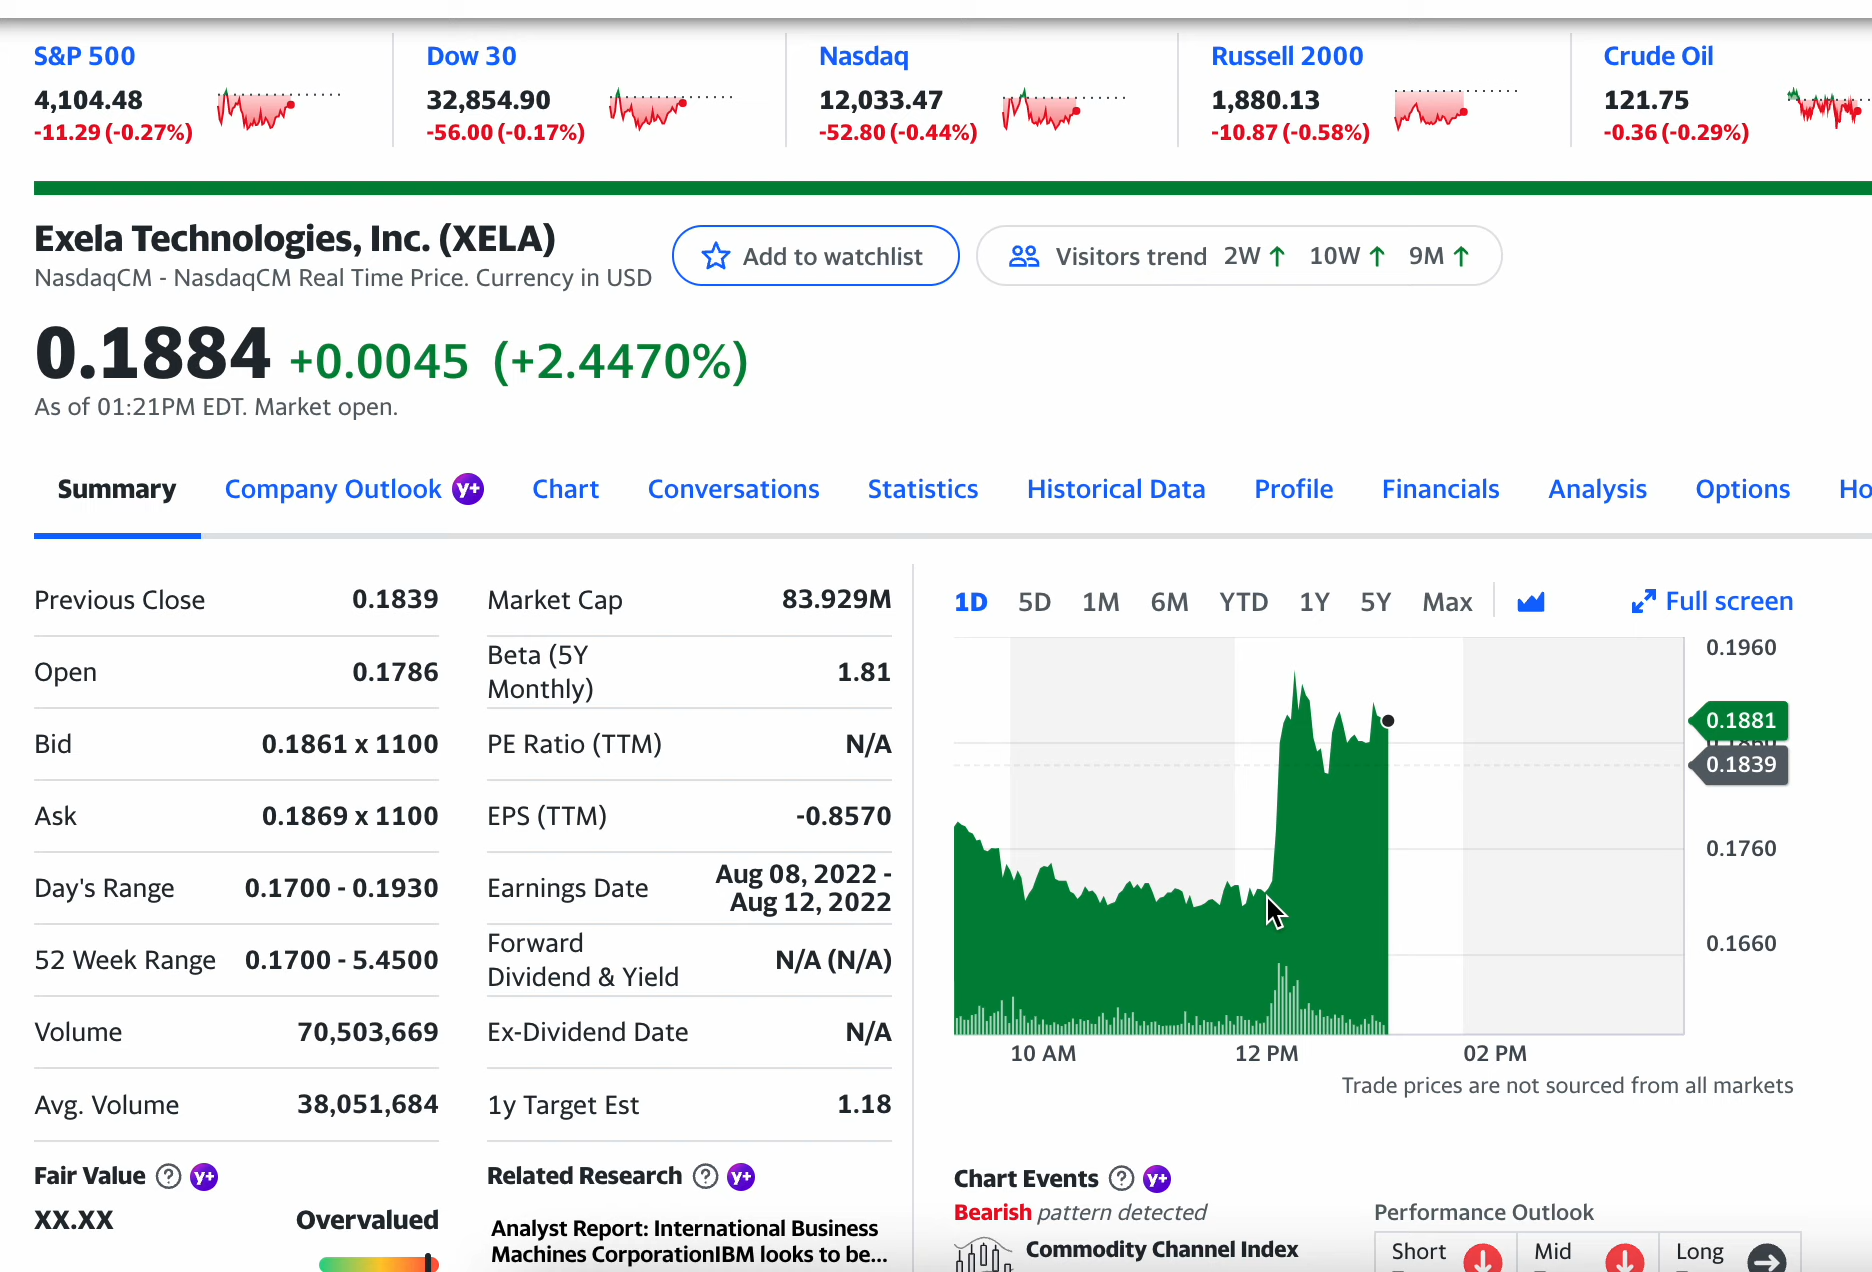 S&P 500
4,104.48
-11.29 (-0.27%)
Dow 30
32,854.90
-56.00 (-0.17%)
Nasdaq
12,033.47
-52.80 (-0.44%)
Russell 2000
1,880.13
-10.87 (-0.58%)
Crude Oil
121.75
-0.36 (-0.29%)
Exela Technologies, Inc. (XELA)
NasdaqCM - NasdaqCM Real Time Price. Currency in USD
Add to watchlist
Visitors trend 2W ↑ 10W ↑ 9M ↑
0.1884 +0.0045 (+2.4470%)
As of 01:21PM EDT. Market open.
Summary Company Outlook y+ Chart Conversations Statistics Historical Data Profile Financials Analysis Options Ho
Previous Close 0.1839
Open 0.1786
Bid 0.1861 x 1100
Ask 0.1869 x 1100
Day's Range 0.1700 - 0.1930
52 Week Range 0.1700 - 5.4500
Volume 70,503,669
Avg. Volume 38,051,684
Market Cap 83.929M
Beta (5Y
Monthly) 1.81
PE Ratio (TTM) N/A
EPS (TTM) -0.8570
Earnings Date Aug 08, 2022 -
Aug 12, 2022
Forward
Dividend & Yield N/A (N/A)
Ex-Dividend Date N/A
1y Target Est 1.18
1D 5D 1M 6M YTD 1Y 5Y Max Full screen
0.1960
0.1881
0.1839
0.1760
0.1660
10 AM 12 PM 02 PM
Trade prices are not sourced from all markets
Fair Value ? y+
XX.XX Overvalued
Related Research ? y+
Analyst Report: International Business
Machines CorporationIBM looks to be...
Chart Events ? y+
Bearish pattern detected
Commodity Channel Index
Performance Outlook
Short Mid Long